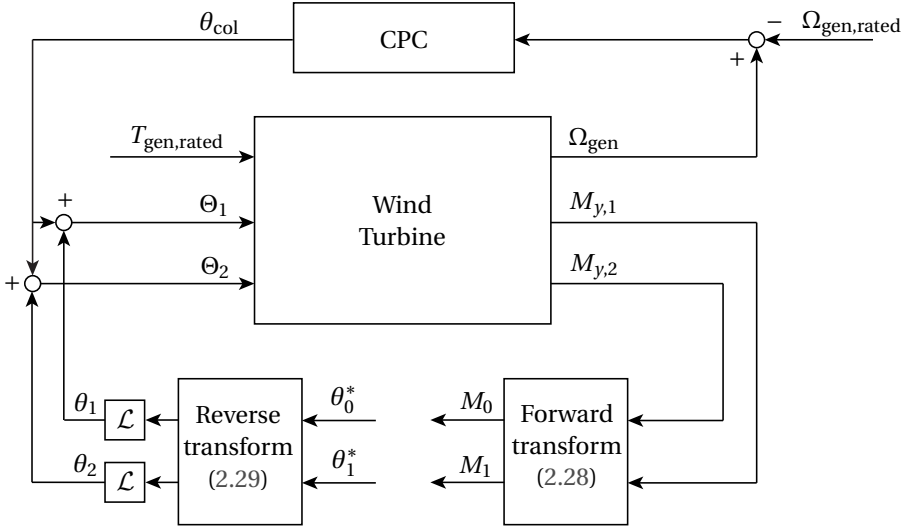 θ_col
CPC
−
Ω_gen,rated
+
T_gen,rated
Ω_gen
+
Θ_1
Wind
Turbine
M_y,1
+
Θ_2
M_y,2
θ_1
ℒ
Reverse
transform
(2.29)
θ_0^*
M_0
Forward
transform
(2.28)
θ_2
ℒ
θ_1^*
M_1